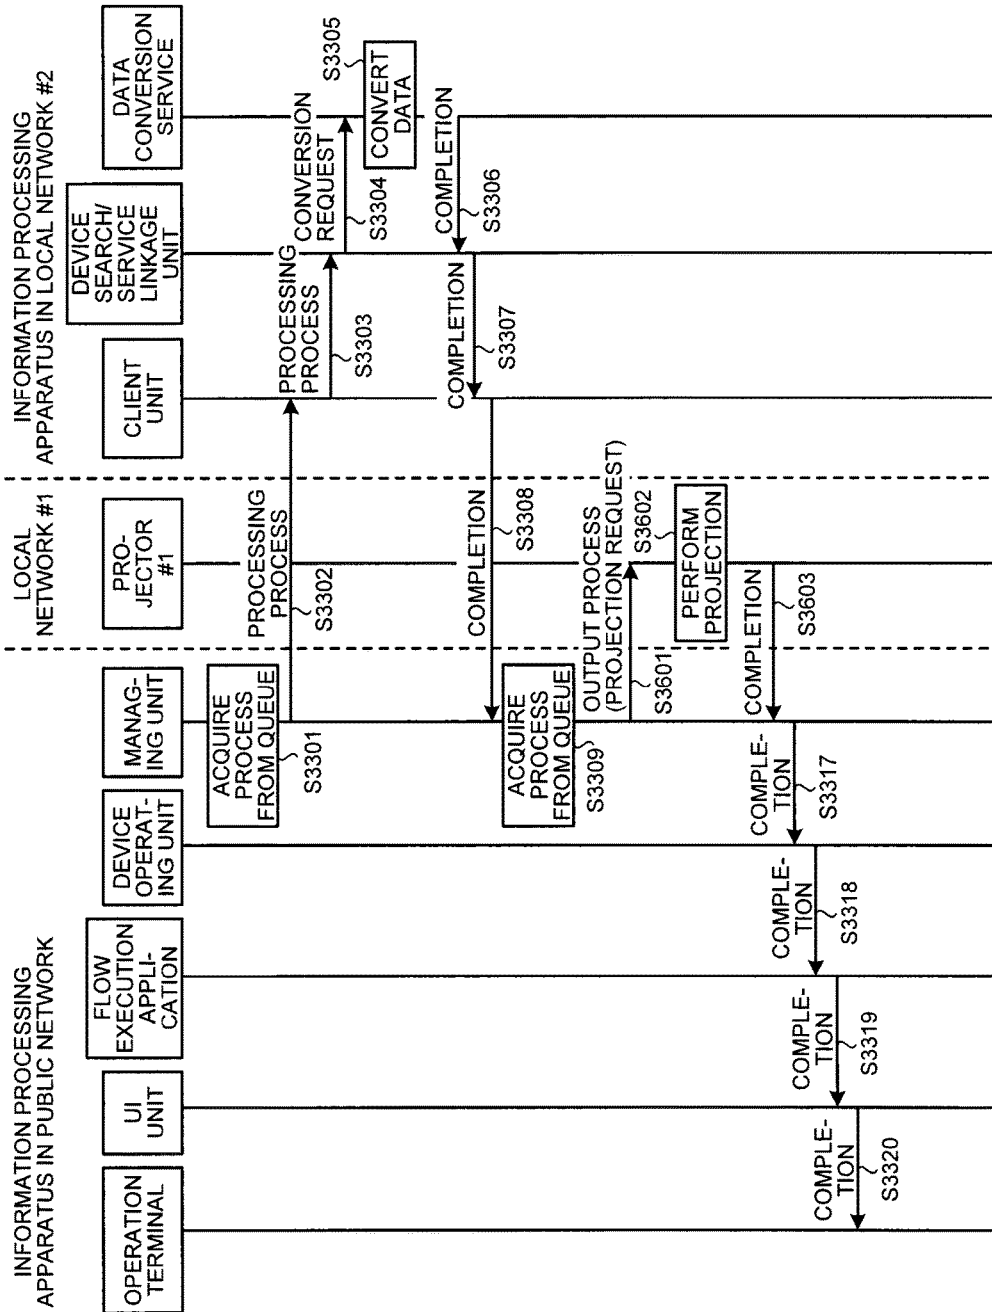 INFORMATION PROCESSING
APPARATUS IN PUBLIC NETWORK
LOCAL
NETWORK #1
INFORMATION PROCESSING
APPARATUS IN LOCAL NETWORK #2
OPERATION
TERMINAL
UI
UNIT
FLOW
EXECUTION
APPLI-
CATION
DEVICE
OPERAT-
ING UNIT
MANAG-
ING UNIT
PRO-
JECTOR
#1
CLIENT
UNIT
DEVICE
SEARCH/
SERVICE
LINKAGE
UNIT
DATA
CONVERSION
SERVICE
ACQUIRE
PROCESS
FROM QUEUE
S3301
PROCESSING
PROCESS
S3302
PROCESSING
PROCESS
S3303
CONVERSION
REQUEST
S3304
S3305
CONVERT
DATA
COMPLETION
S3306
COMPLETION
S3307
COMPLETION
S3308
ACQUIRE
PROCESS
FROM QUEUE
S3309
OUTPUT PROCESS
(PROJECTION REQUEST)
S3601
S3602
PERFORM
PROJECTION
COMPLETION
S3603
COMPLE-
TION
S3317
COMPLE-
TION
S3318
COMPLE-
TION
S3319
COMPLE-
TION
S3320